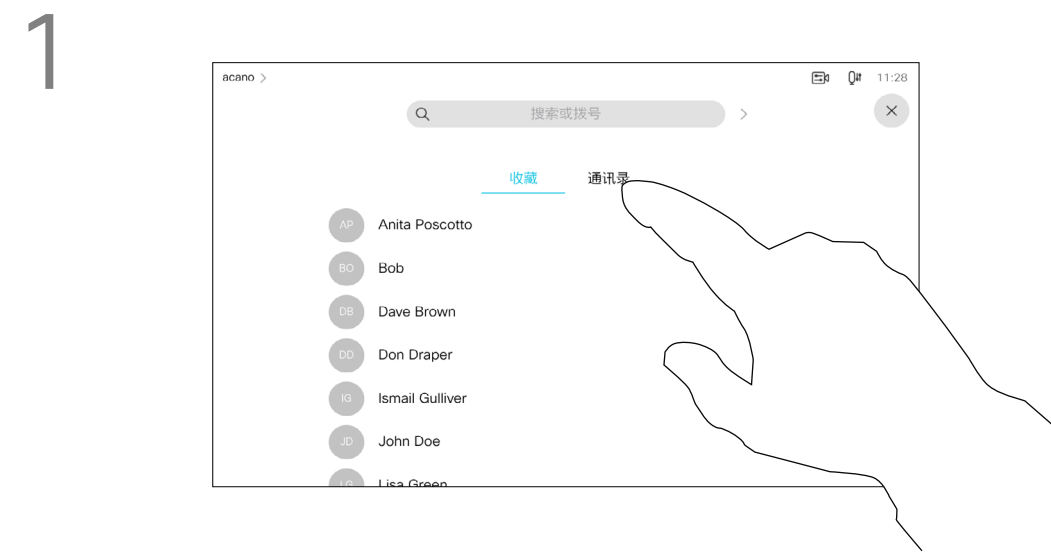 1
acano >
11:28
搜索或拨号 >
收藏 通讯录
AP Anita Poscotto
BO Bob
DB Dave Brown
DD Don Draper
IG Ismail Gulliver
JD John Doe
LG Lisa Green